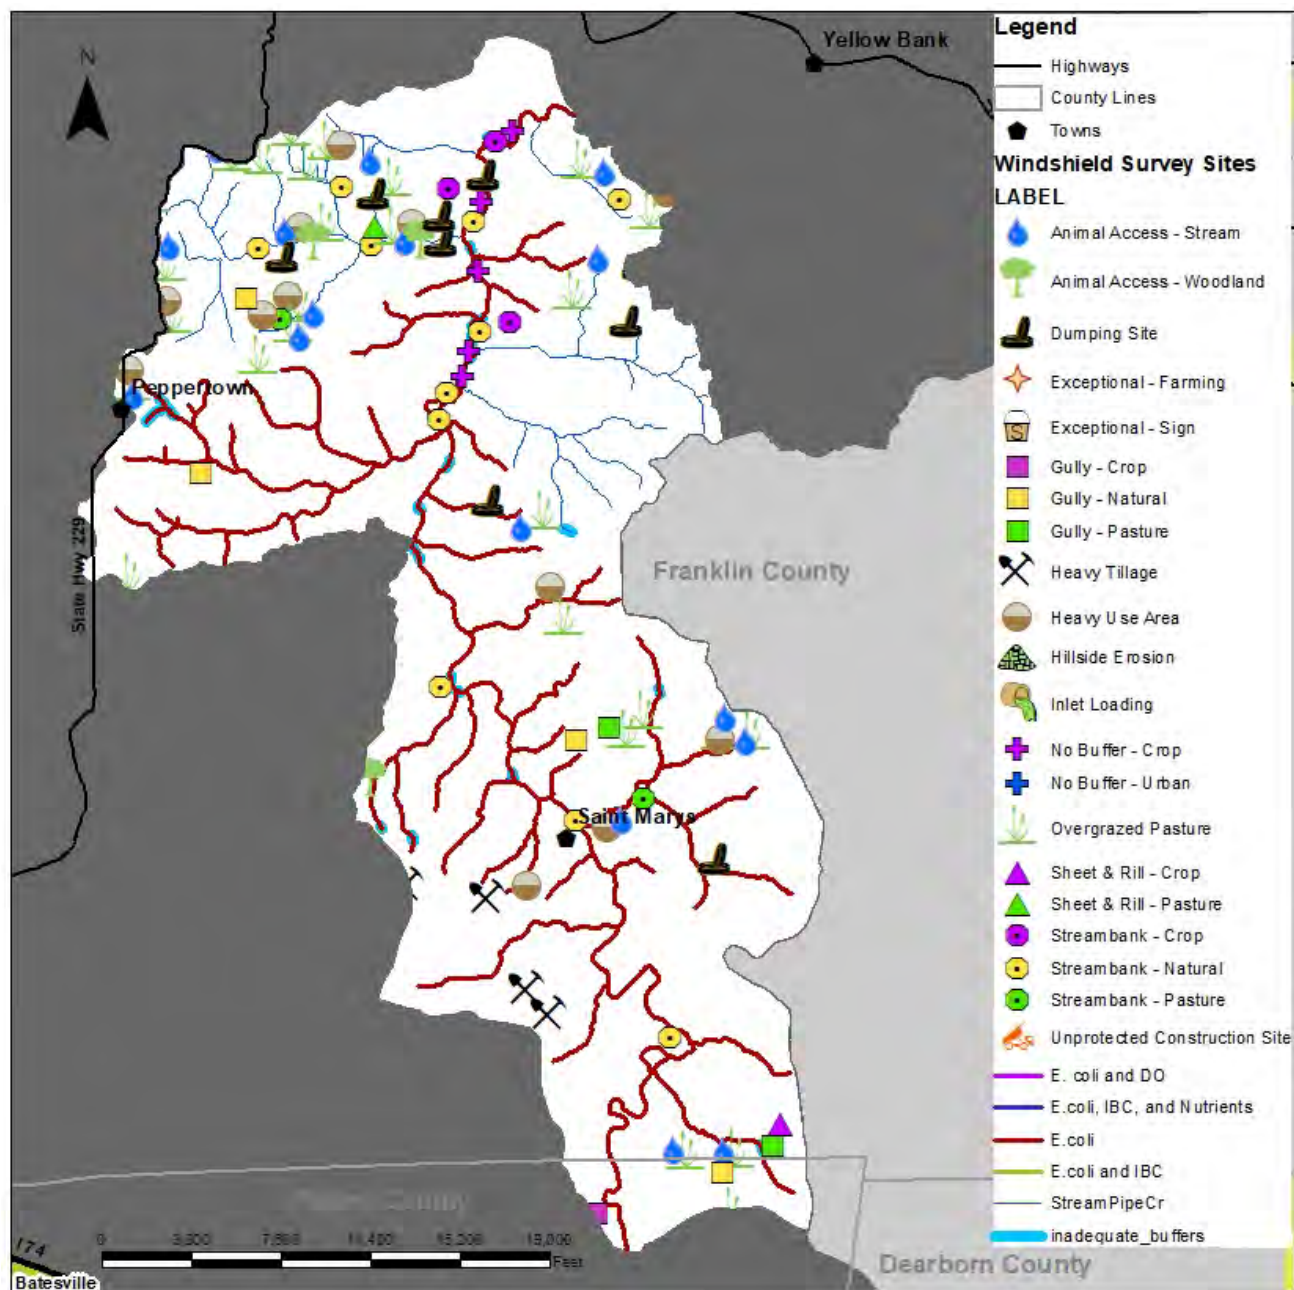 N
Yellow Bank
Peppertown
State Hwy 229
Franklin County
Saint Marys
0
3,800
7,600
11,400
15,200
19,000
Feet
I74
Batesville
County
Dearborn County
Legend
Highways
County Lines
Towns
Windshield Survey Sites
LABEL
Animal Access - Stream
Animal Access - Woodland
Dumping Site
Exceptional - Farming
S
Exceptional - Sign
Gully - Crop
Gully - Natural
Gully - Pasture
Heavy Tillage
Heavy Use Area
Hillside Erosion
Inlet Loading
No Buffer - Crop
No Buffer - Urban
Overgrazed Pasture
Sheet & Rill - Crop
Sheet & Rill - Pasture
Streambank - Crop
Streambank - Natural
Streambank - Pasture
Unprotected Construction Site
E. coli and DO
E.coli, IBC, and Nutrients
E.coli
E.coli and IBC
StreamPipeCr
inadequate_buffers